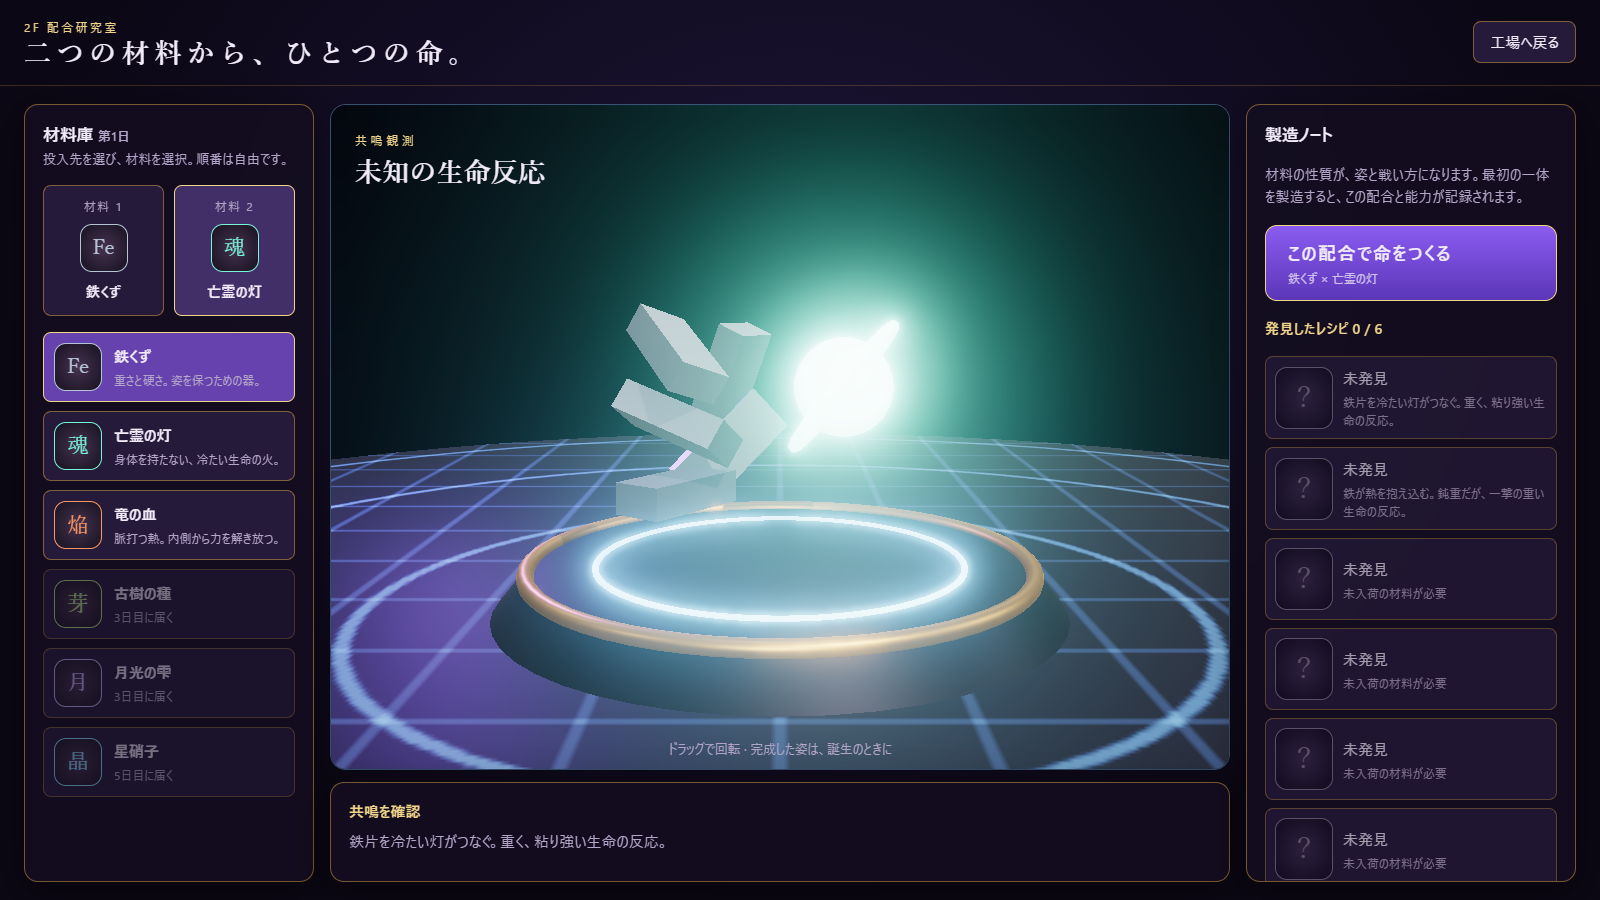 2F 配合研究室
二つの材料から、ひとつの命。
工場へ戻る
材料庫 第1日
投入先を選び、材料を選択。順番は自由です。
材料 1
Fe
鉄くず
材料 2
魂
亡霊の灯
Fe
鉄くず
重さと硬さ。姿を保つための器。
魂
亡霊の灯
身体を持たない、冷たい生命の火。
焔
竜の血
脈打つ熱。内側から力を解き放つ。
芽
古樹の種
3日目に届く
月
月光の雫
3日目に届く
晶
星硝子
5日目に届く
共鳴観測
未知の生命反応
ドラッグで回転 · 完成した姿は、誕生のときに
共鳴を確認
鉄片を冷たい灯がつなぐ。重く、粘り強い生命の反応。
製造ノート
材料の性質が、姿と戦い方になります。最初の一体
を製造すると、この配合と能力が記録されます。
この配合で命をつくる
鉄くず × 亡霊の灯
発見したレシピ 0 / 6
?
未発見
鉄片を冷たい灯がつなぐ。重く、粘り強い生
命の反応。
?
未発見
鉄が熱を抱え込む。鈍重だが、一撃の重い
生命の反応。
?
未発見
未入荷の材料が必要
?
未発見
未入荷の材料が必要
?
未発見
未入荷の材料が必要
?
未発見
未入荷の材料が必要